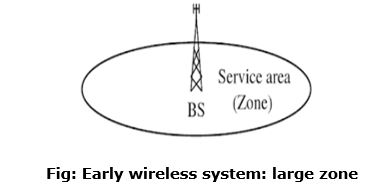 Service area
BS
(Zone)
Fig: Early wireless system: large zone